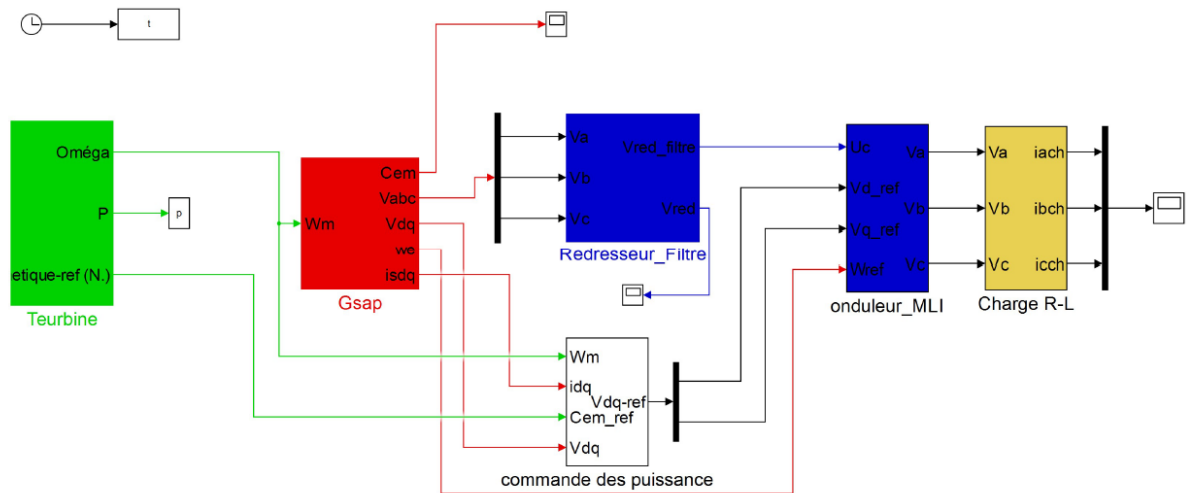 t
Oméga
P
etique-ref (N.)
Teurbine
p
Wm
Cem
Vabc
Vdq
we
isdq
Gsap
Va
Vb
Vc
Vred_filtre
Vred
Redresseur_Filtre
Wm
idq
Cem_ref
Vdq
Vdq-ref
commande des puissance
Uc
Vd_ref
Vq_ref
Wref
Va
Vb
Vc
onduleur_MLI
Va
Vb
Vc
iach
ibch
icch
Charge R-L